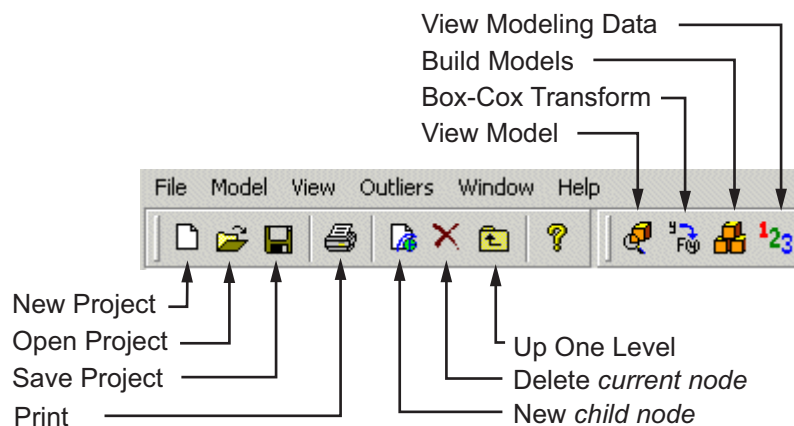 View Modeling Data
Build Models
Box-Cox Transform
View Model
File Model View Outliers Window Help
y
F(y)
123
New Project
Open Project
Save Project
Print
Up One Level
Delete current node
New child node